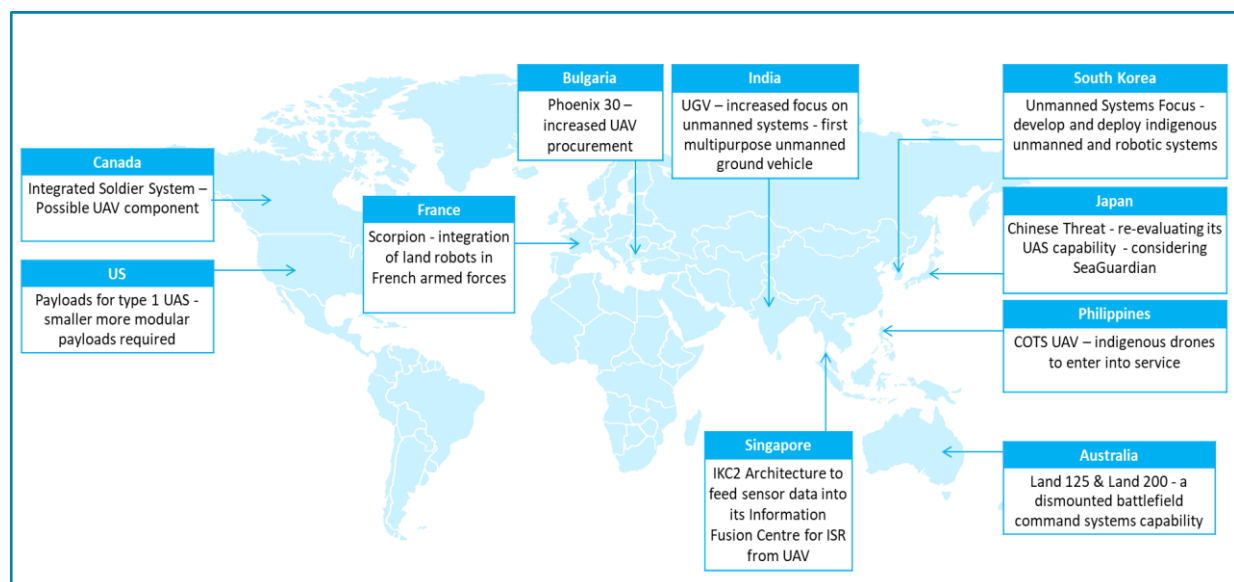 Canada
Integrated Soldier System –
Possible UAV component
US
Payloads for type 1 UAS -
smaller more modular
payloads required
France
Scorpion - integration
of land robots in
French armed forces
Bulgaria
Phoenix 30 –
increased UAV
procurement
India
UGV – increased focus on
unmanned systems - first
multipurpose unmanned
ground vehicle
South Korea
Unmanned Systems Focus -
develop and deploy indigenous
unmanned and robotic systems
Japan
Chinese Threat - re-evaluating its
UAS capability - considering
SeaGuardian
Philippines
COTS UAV – indigenous drones
to enter into service
Singapore
IKC2 Architecture to
feed sensor data into
its Information
Fusion Centre for ISR
from UAV
Australia
Land 125 & Land 200 - a
dismounted battlefield
command systems capability